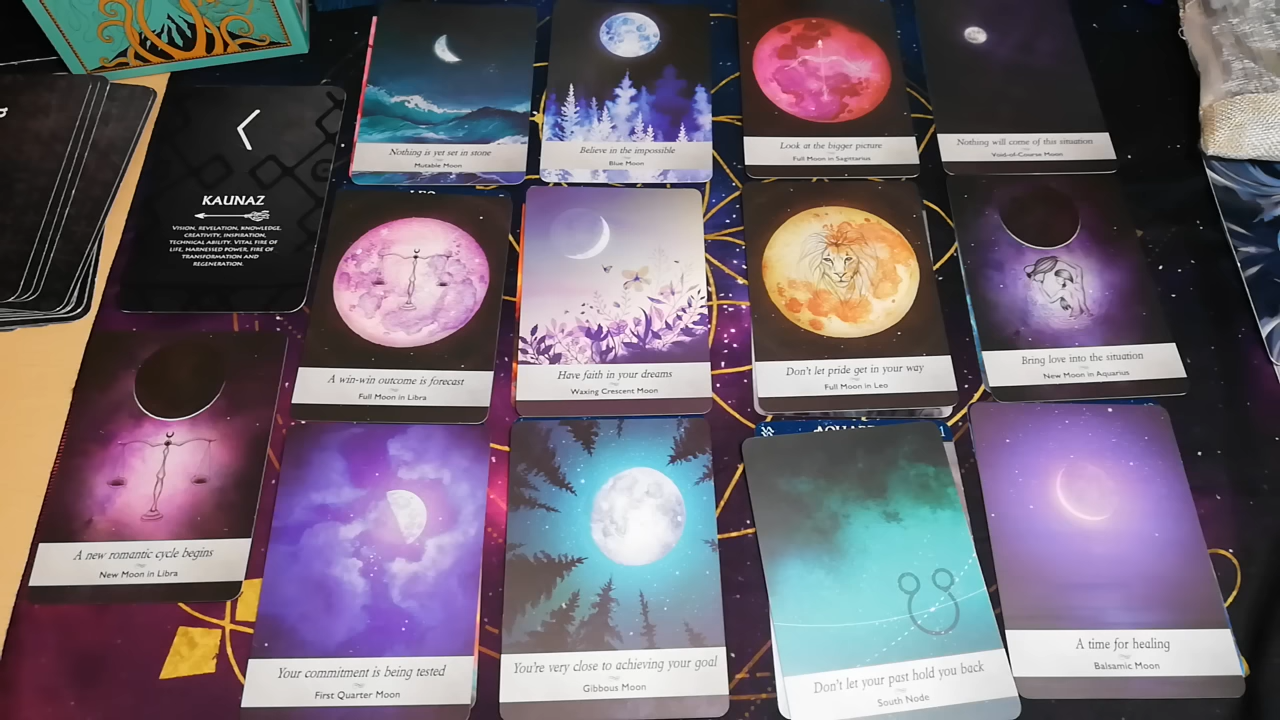 Nothing is yet set in stone
Mutable Moon
Believe in the impossible
Blue Moon
Look at the bigger picture
Full Moon in Sagittarius
Nothing will come of this situation
Void-of-Course Moon
KAUNAZ
VISION, REVELATION, KNOWLEDGE,
CREATIVITY, INSPIRATION,
TECHNICAL ABILITY. VITAL FIRE OF
LIFE, HARNESSED POWER, FIRE OF
TRANSFORMATION AND
REGENERATION.
LEO
A win-win outcome is forecast
Full Moon in Libra
Have faith in your dreams
Waxing Crescent Moon
Don't let pride get in your way
Full Moon in Leo
Bring love into the situation
New Moon in Aquarius
A new romantic cycle begins
New Moon in Libra
Your commitment is being tested
First Quarter Moon
You're very close to achieving your goal
Gibbous Moon
Don't let your past hold you back
South Node
A time for healing
Balsamic Moon